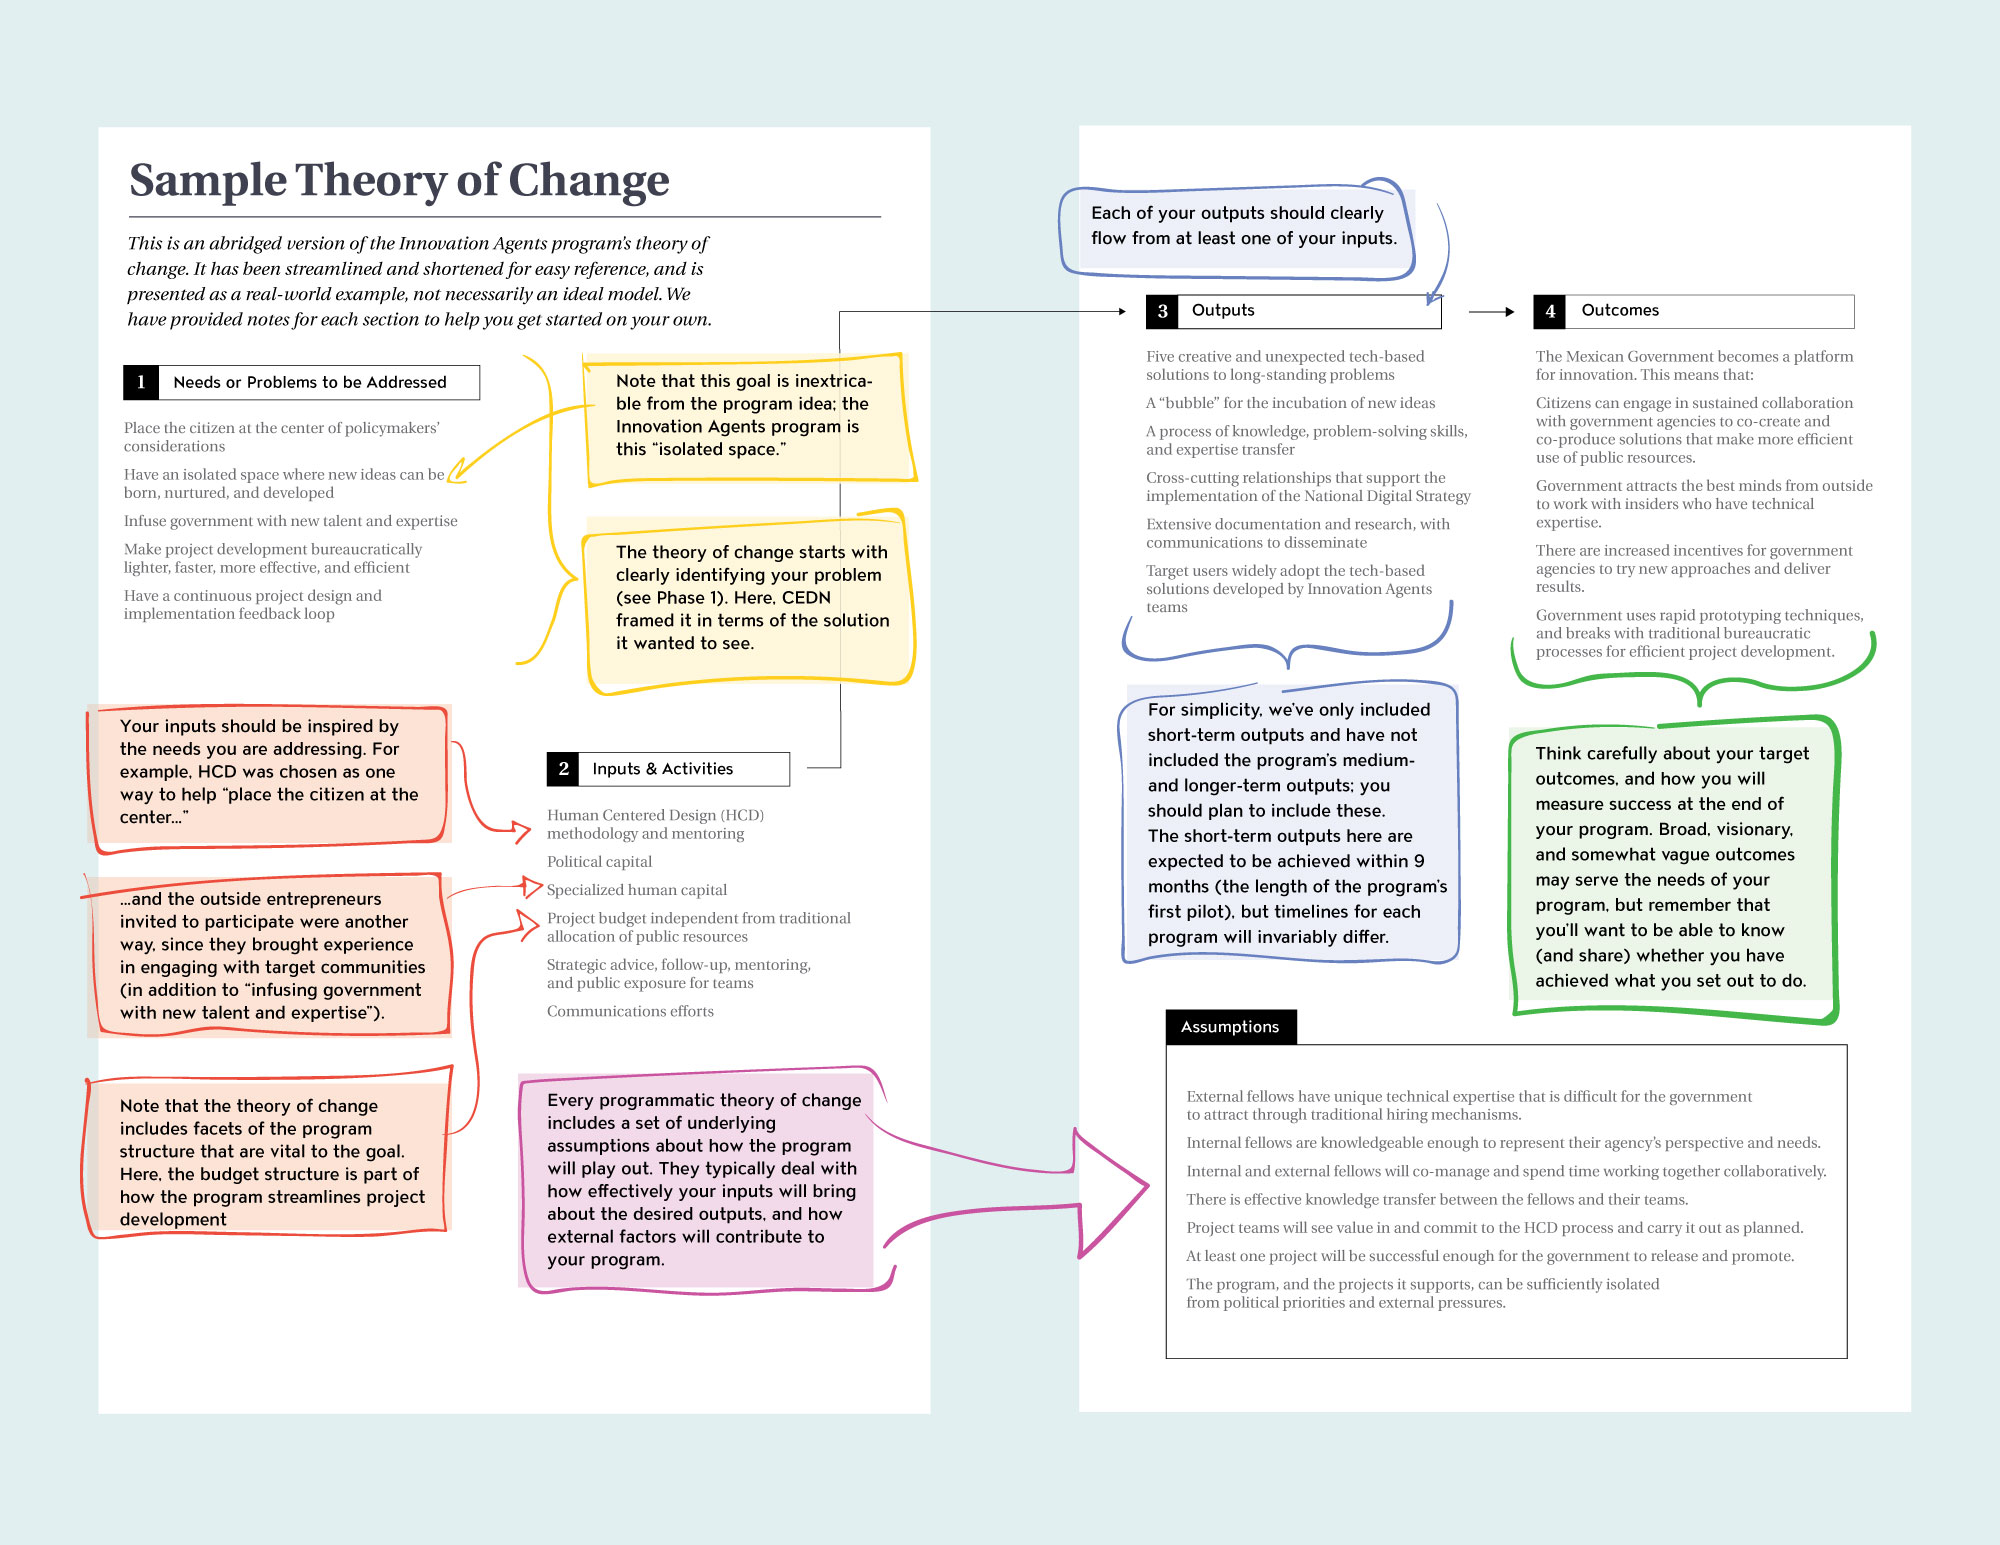 Sample Theory of Change
This is an abridged version of the Innovation Agents program's theory of
change. It has been streamlined and shortened for easy reference, and is
presented as a real-world example, not necessarily an ideal model. We
have provided notes for each section to help you get started on your own.
1 Needs or Problems to be Addressed
Place the citizen at the center of policymakers'
considerations
Have an isolated space where new ideas can be
born, nurtured, and developed
Infuse government with new talent and expertise
Make project development bureaucratically
lighter, faster, more effective, and efficient
Have a continuous project design and
implementation feedback loop
Note that this goal is inextrica-
ble from the program idea; the
Innovation Agents program is
this “isolated space.”
The theory of change starts with
clearly identifying your problem
(see Phase 1). Here, CEDN
framed it in terms of the solution
it wanted to see.
Your inputs should be inspired by
the needs you are addressing. For
example, HCD was chosen as one
way to help “place the citizen at the
center...”
...and the outside entrepreneurs
invited to participate were another
way, since they brought experience
in engaging with target communities
(in addition to “infusing government
with new talent and expertise”).
Note that the theory of change
includes facets of the program
structure that are vital to the goal.
Here, the budget structure is part of
how the program streamlines project
development
2 Inputs & Activities
Human Centered Design (HCD)
methodology and mentoring
Political capital
Specialized human capital
Project budget independent from traditional
allocation of public resources
Strategic advice, follow-up, mentoring,
and public exposure for teams
Communications efforts
Every programmatic theory of change
includes a set of underlying
assumptions about how the program
will play out. They typically deal with
how effectively your inputs will bring
about the desired outputs, and how
external factors will contribute to
your program.
Each of your outputs should clearly
flow from at least one of your inputs.
3 Outputs
Five creative and unexpected tech-based
solutions to long-standing problems
A “bubble” for the incubation of new ideas
A process of knowledge, problem-solving skills,
and expertise transfer
Cross-cutting relationships that support the
implementation of the National Digital Strategy
Extensive documentation and research, with
communications to disseminate
Target users widely adopt the tech-based
solutions developed by Innovation Agents
teams
For simplicity, we've only included
short-term outputs and have not
included the program's medium-
and longer-term outputs; you
should plan to include these.
The short-term outputs here are
expected to be achieved within 9
months (the length of the program's
first pilot), but timelines for each
program will invariably differ.
4 Outcomes
The Mexican Government becomes a platform
for innovation. This means that:
Citizens can engage in sustained collaboration
with government agencies to co-create and
co-produce solutions that make more efficient
use of public resources.
Government attracts the best minds from outside
to work with insiders who have technical
expertise.
There are increased incentives for government
agencies to try new approaches and deliver
results.
Government uses rapid prototyping techniques,
and breaks with traditional bureaucratic
processes for efficient project development.
Think carefully about your target
outcomes, and how you will
measure success at the end of
your program. Broad, visionary,
and somewhat vague outcomes
may serve the needs of your
program, but remember that
you'll want to be able to know
(and share) whether you have
achieved what you set out to do.
Assumptions
External fellows have unique technical expertise that is difficult for the government
to attract through traditional hiring mechanisms.
Internal fellows are knowledgeable enough to represent their agency's perspective and needs.
Internal and external fellows will co-manage and spend time working together collaboratively.
There is effective knowledge transfer between the fellows and their teams.
Project teams will see value in and commit to the HCD process and carry it out as planned.
At least one project will be successful enough for the government to release and promote.
The program, and the projects it supports, can be sufficiently isolated
from political priorities and external pressures.